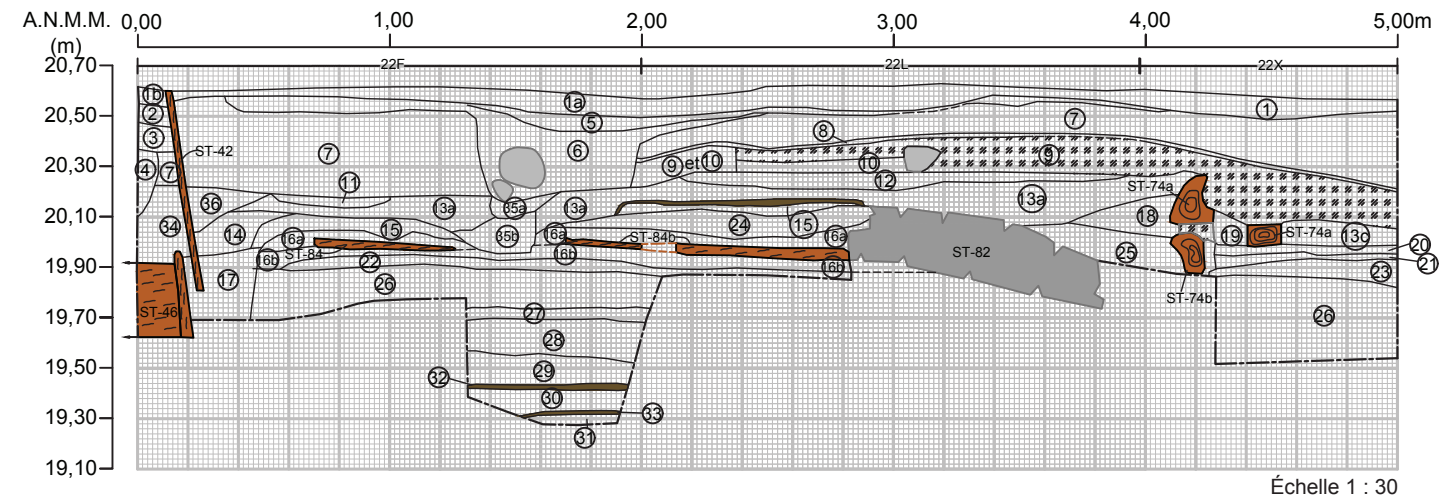 A.N.M.M.
(m)
0,00 1,00 2,00 3,00 4,00 5,00m
22F 22L 22X
20,70
20,50
20,30
20,10
19,90
19,70
19,50
19,30
19,10
1b 1a 1
2 5 7
3 ST-42 7 6 8
4 7 9 et 10 10 9
11 12
36 13a 35a 13a 13a ST-74a
34 14 15 35b 16a 24 15 16a 18 19 ST-74a 13c
16a ST-84 ST-84b 20
16b 22 16b 16b ST-82 25 21
17 26 23
ST-46 ST-74b
27 26
28
29
32 30
33
31
Échelle 1 : 30